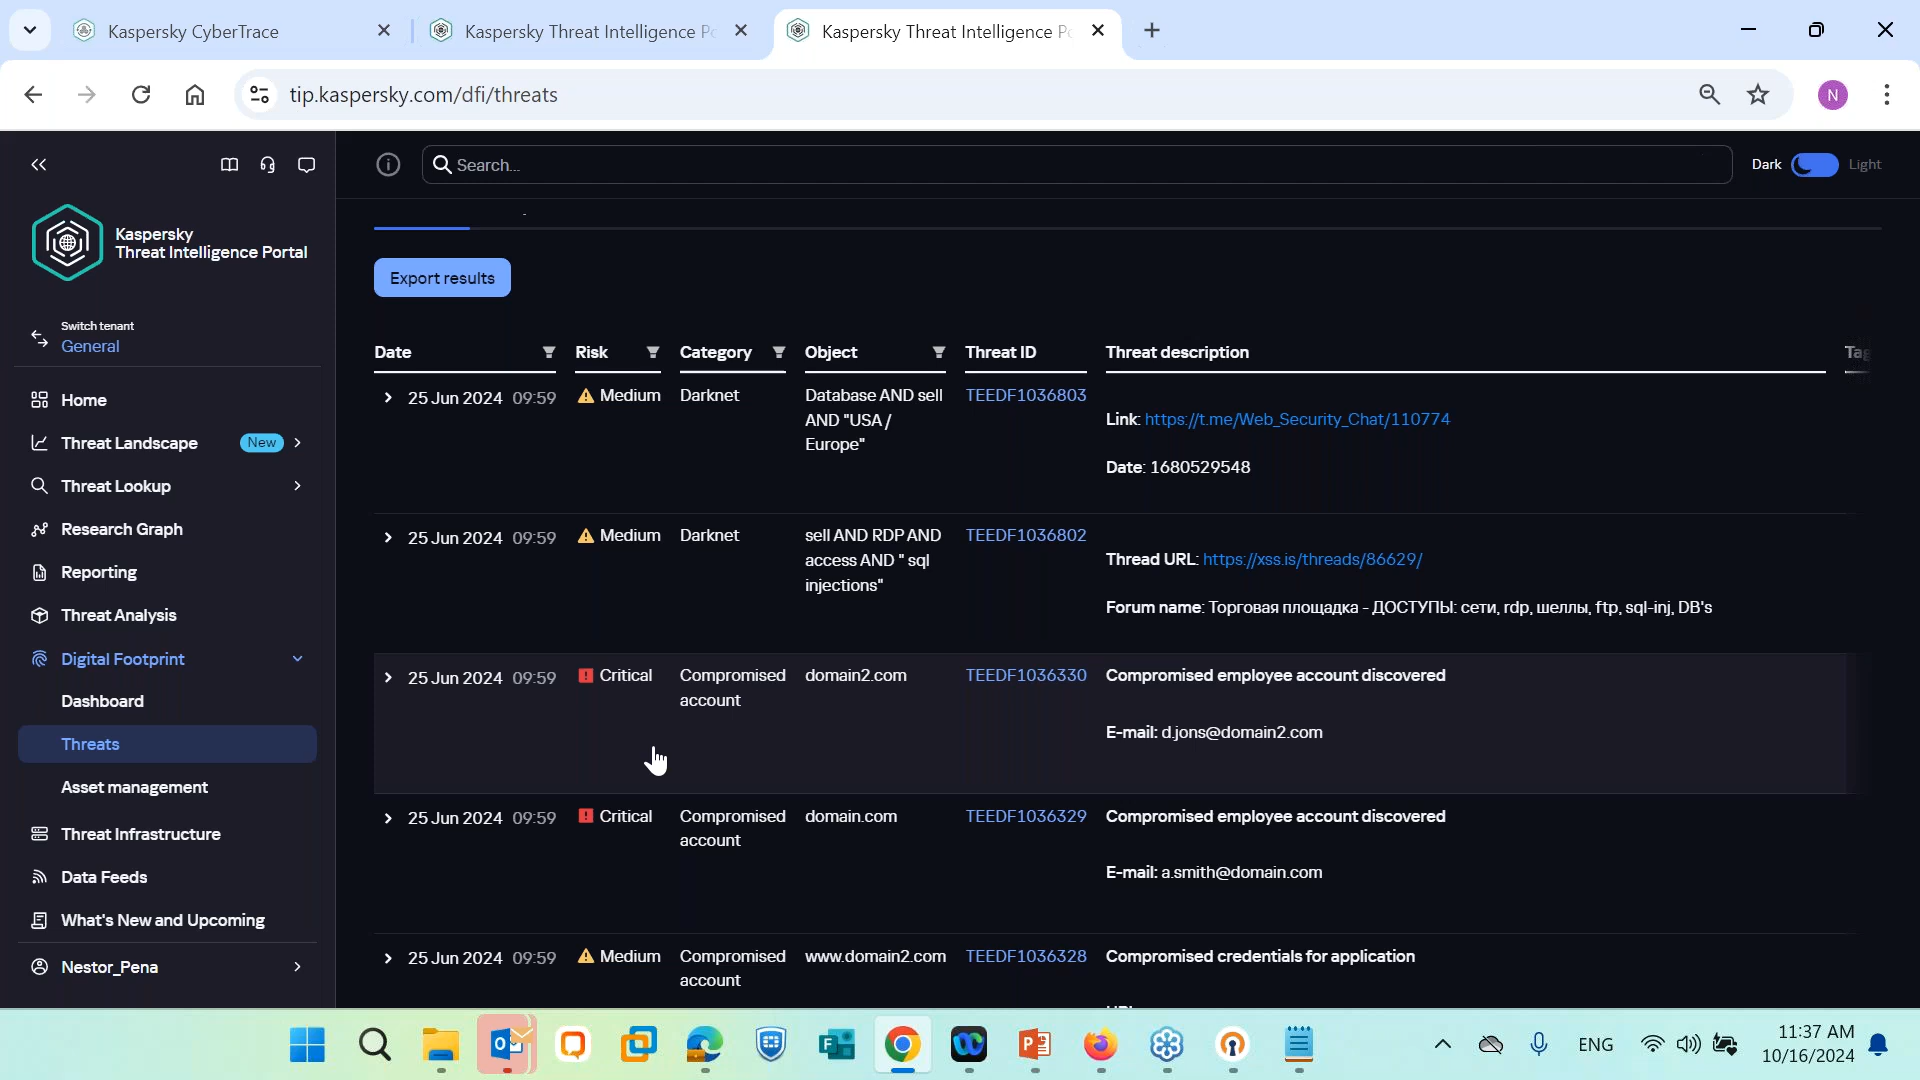 Kaspersky CyberTrace
Kaspersky Threat Intelligence Po
Kaspersky Threat Intelligence Po
tip.kaspersky.com/dfi/threats
N
Search...
Dark
Light
Kaspersky
Threat Intelligence Portal
Switch tenant
General
Home
Threat Landscape
New
Threat Lookup
Research Graph
Reporting
Threat Analysis
Digital Footprint
Dashboard
Threats
Asset management
Threat Infrastructure
Data Feeds
What's New and Upcoming
Nestor_Pena
Export results
Date Risk Category Object Threat ID Threat description Tag
25 Jun 2024 09:59 Medium Darknet Database AND sell TEEDF1036803
AND "USA /
Europe"
Link: https://t.me/Web_Security_Chat/110774
Date: 1680529548
25 Jun 2024 09:59 Medium Darknet sell AND RDP AND TEEDF1036802
access AND " sql
injections"
Thread URL: https://xss.is/threads/86629/
Forum name: Торговая площадка - ДОСТУПЫ: сети, rdp, шеллы, ftp, sql-inj, DB's
25 Jun 2024 09:59 Critical Compromised domain2.com TEEDF1036330 Compromised employee account discovered
account
E-mail: d.jons@domain2.com
25 Jun 2024 09:59 Critical Compromised domain.com TEEDF1036329 Compromised employee account discovered
account
E-mail: a.smith@domain.com
25 Jun 2024 09:59 Medium Compromised www.domain2.com TEEDF1036328 Compromised credentials for application
account
ENG
11:37 AM
10/16/2024